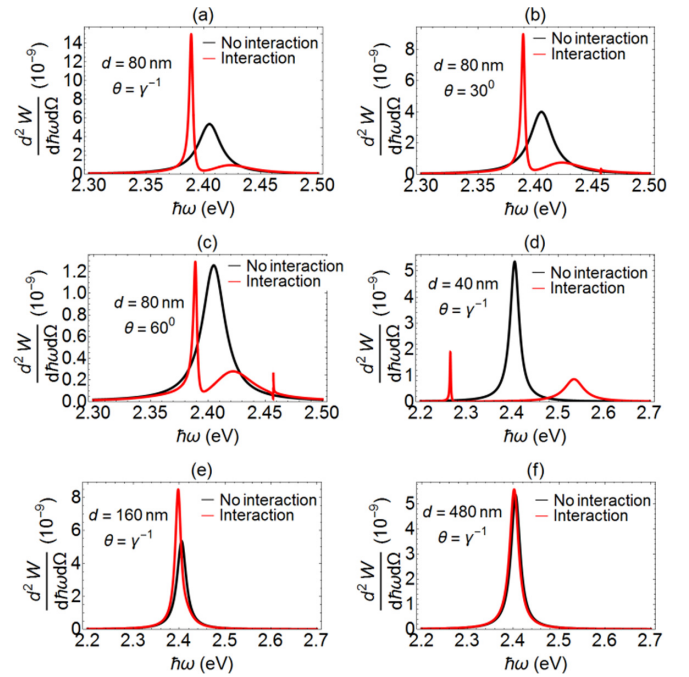 (a)
No interaction
Interaction
d = 80 nm
θ = γ⁻¹
d² W
dħωdΩ
(10⁻⁹)
14
12
10
8
6
4
2
0
2.30 2.35 2.40 2.45 2.50
ħω (eV)
(b)
No interaction
Interaction
d = 80 nm
θ = 30⁰
d² W
dħωdΩ
(10⁻⁹)
8
6
4
2
0
2.30 2.35 2.40 2.45 2.50
ħω (eV)
(c)
No interaction
Interaction
d = 80 nm
θ = 60⁰
d² W
dħωdΩ
(10⁻⁹)
1.2
1.0
0.8
0.6
0.4
0.2
0.0
2.30 2.35 2.40 2.45 2.50
ħω (eV)
(d)
No interaction
Interaction
d = 40 nm
θ = γ⁻¹
d² W
dħωdΩ
(10⁻⁹)
5
4
3
2
1
0
2.2 2.3 2.4 2.5 2.6 2.7
ħω (eV)
(e)
No interaction
Interaction
d = 160 nm
θ = γ⁻¹
d² W
dħωdΩ
(10⁻⁹)
8
6
4
2
0
2.2 2.3 2.4 2.5 2.6 2.7
ħω (eV)
(f)
No interaction
Interaction
d = 480 nm
θ = γ⁻¹
d² W
dħωdΩ
(10⁻⁹)
5
4
3
2
1
0
2.2 2.3 2.4 2.5 2.6 2.7
ħω (eV)